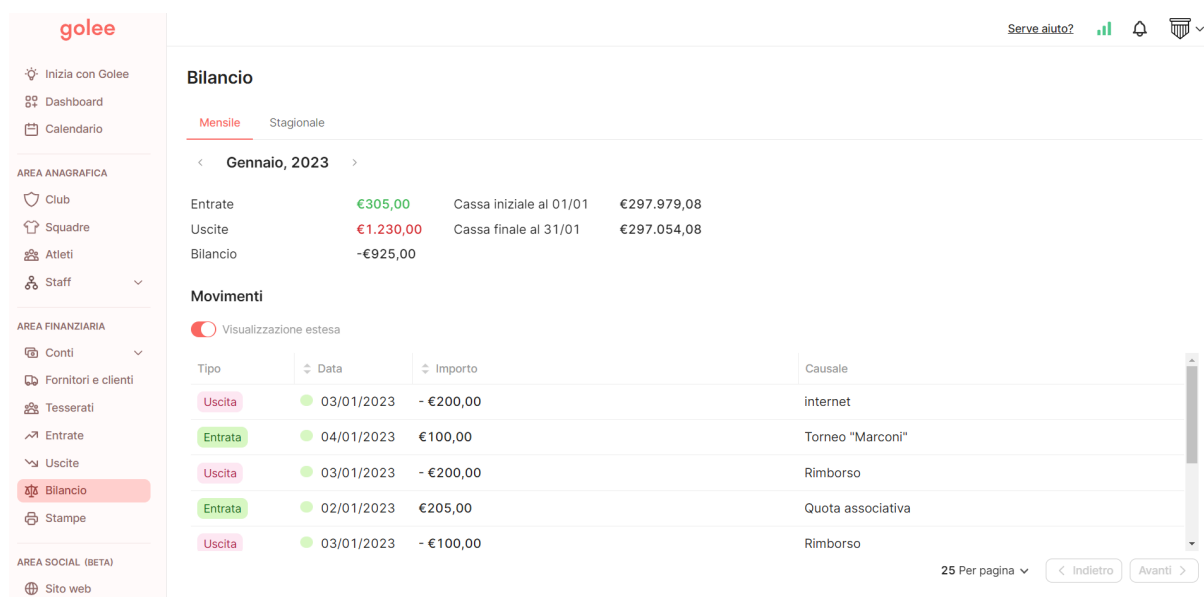 golee
Serve aiuto?
Inizia con Golee
Dashboard
Calendario
AREA ANAGRAFICA
Club
Squadre
Atleti
Staff
AREA FINANZIARIA
Conti
Fornitori e clienti
Tesserati
Entrate
Uscite
Bilancio
Stampe
AREA SOCIAL (BETA)
Sito web
Bilancio
Mensile Stagionale
Gennaio, 2023
Entrate €305,00 Cassa iniziale al 01/01 €297.979,08
Uscite €1.230,00 Cassa finale al 31/01 €297.054,08
Bilancio -€925,00
Movimenti
Visualizzazione estesa
Tipo Data Importo Causale
Uscita 03/01/2023 - €200,00 internet
Entrata 04/01/2023 €100,00 Torneo "Marconi"
Uscita 03/01/2023 - €200,00 Rimborso
Entrata 02/01/2023 €205,00 Quota associativa
Uscita 03/01/2023 - €100,00 Rimborso
25 Per pagina < Indietro Avanti >